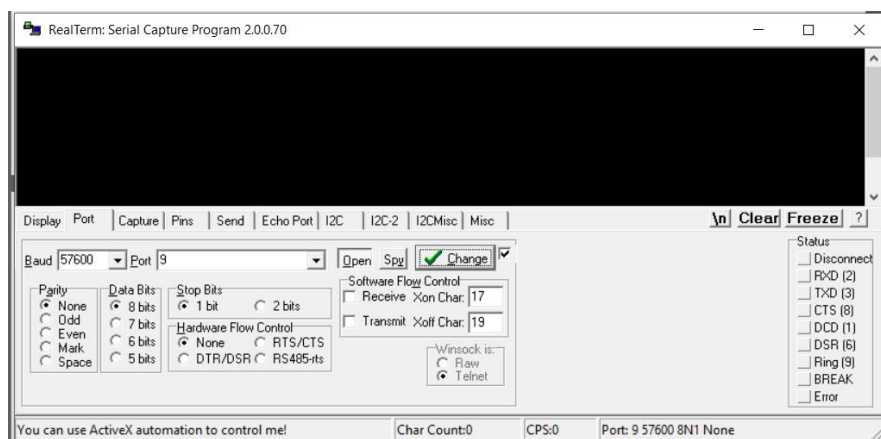 RealTerm: Serial Capture Program 2.0.0.70
Display Port Capture Pins Send Echo Port I2C I2C-2 I2CMisc Misc \n Clear Freeze ?
Baud 57600 Port 9 Open Spy Change
Status
Disconnect
RXD (2)
TXD (3)
CTS (8)
DCD (1)
DSR (6)
Ring (9)
BREAK
Error
Parity
None
Odd
Even
Mark
Space
Data Bits
8 bits
7 bits
6 bits
5 bits
Stop Bits
1 bit 2 bits
Hardware Flow Control
None RTS/CTS
DTR/DSR RS485-rts
Software Flow Control
Receive Xon Char: 17
Transmit Xoff Char: 19
Winsock is:
Raw
Telnet
You can use ActiveX automation to control me! Char Count:0 CPS:0 Port: 9 57600 8N1 None